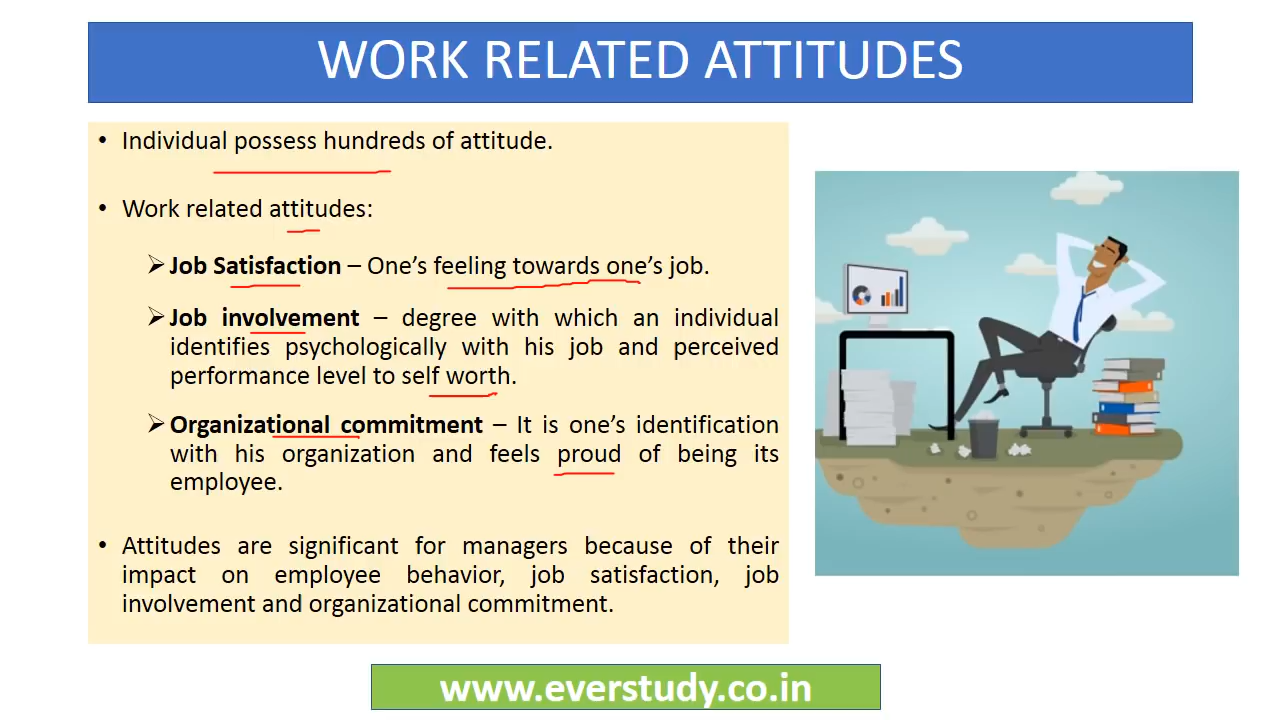 WORK RELATED ATTITUDES
• Individual possess hundreds of attitude.
• Work related attitudes:
➢ Job Satisfaction – One’s feeling towards one’s job.
➢ Job involvement – degree with which an individual
identifies psychologically with his job and perceived
performance level to self worth.
➢ Organizational commitment – It is one’s identification
with his organization and feels proud of being its
employee.
• Attitudes are significant for managers because of their
impact on employee behavior, job satisfaction, job
involvement and organizational commitment.
www.everstudy.co.in